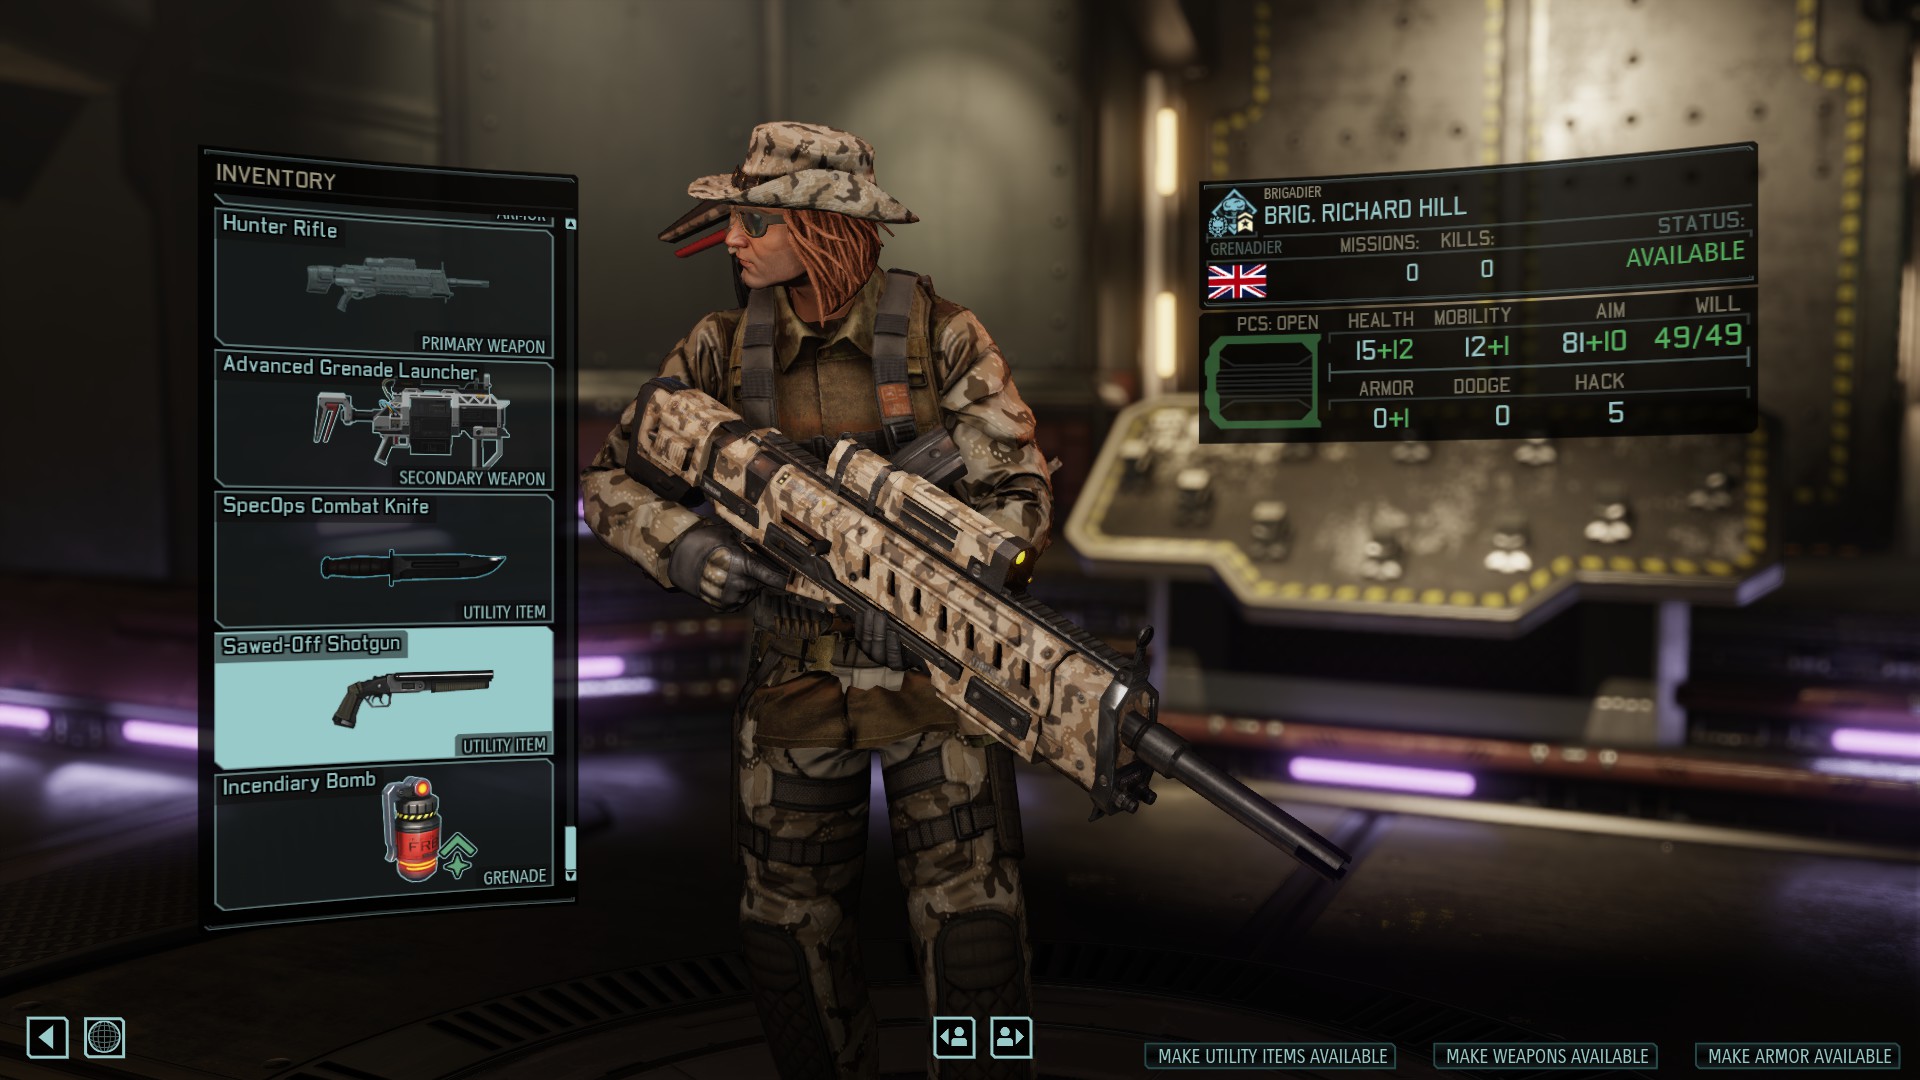 INVENTORY
ARMOR
Hunter Rifle
PRIMARY WEAPON
Advanced Grenade Launcher
SECONDARY WEAPON
SpecOps Combat Knife
UTILITY ITEM
Sawed-Off Shotgun
UTILITY ITEM
Incendiary Bomb
GRENADE
BRIGADIER
BRIG. RICHARD HILL
GRENADIER
MISSIONS: KILLS: STATUS:
0 0 AVAILABLE
PCS: OPEN
HEALTH MOBILITY AIM WILL
15+12 12+1 81+10 49/49
ARMOR DODGE HACK
0+1 0 5
MAKE UTILITY ITEMS AVAILABLE
MAKE WEAPONS AVAILABLE
MAKE ARMOR AVAILABLE